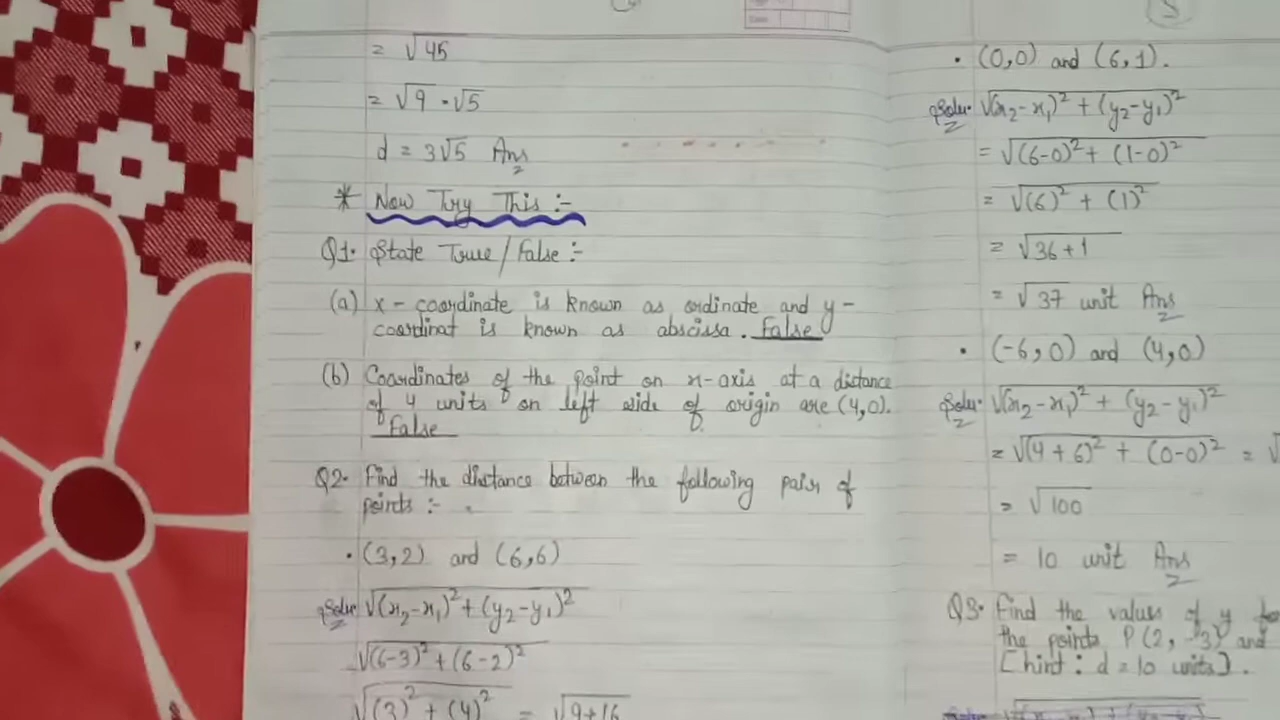 = √45
= √9 · √5
d = 3√5 Ans
* Now Try This :-
Q1. State True / False :-
(a) x - coordinate is known as ordinate and y -
coordinat is known as abscissa. False
(b) Coordinates of the point on x-axis at a distance
of 4 units on left side of origin are (4,0).
False
Q2. Find the distance between the following pair of
points :-
• (3,2) and (6,6)
Solu. √(x₂-x₁)² + (y₂-y₁)²
√(6-3)² + (6-2)²
√(3)² + (4)² = √9+16
5
• (0,0) and (6,1).
Solu. √(x₂-x₁)² + (y₂-y₁)²
= √(6-0)² + (1-0)²
= √(6)² + (1)²
= √36+1
= √37 unit Ans
• (-6,0) and (4,0)
Solu. √(x₂-x₁)² + (y₂-y₁)²
= √(4+6)² + (0-0)² = √
= √100
= 10 unit Ans
Q3. Find the values of y fo
the points P(2, -3) and
[hint : d = 10 units].